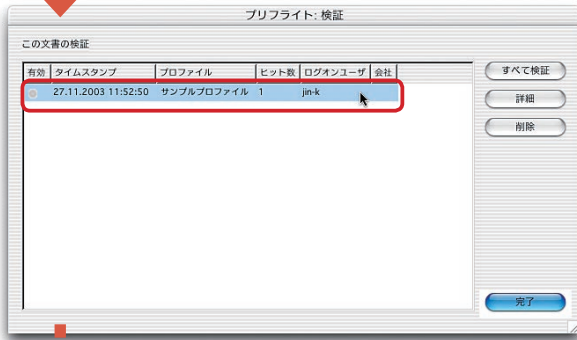 プリフライト: 検証
この文書の検証
有効 タイムスタンプ プロファイル ヒット数 ログオンユーザ 会社
27.11.2003 11:52:50 サンプルプロファイル 1 jin-k
すべて検証
詳細
削除
完了